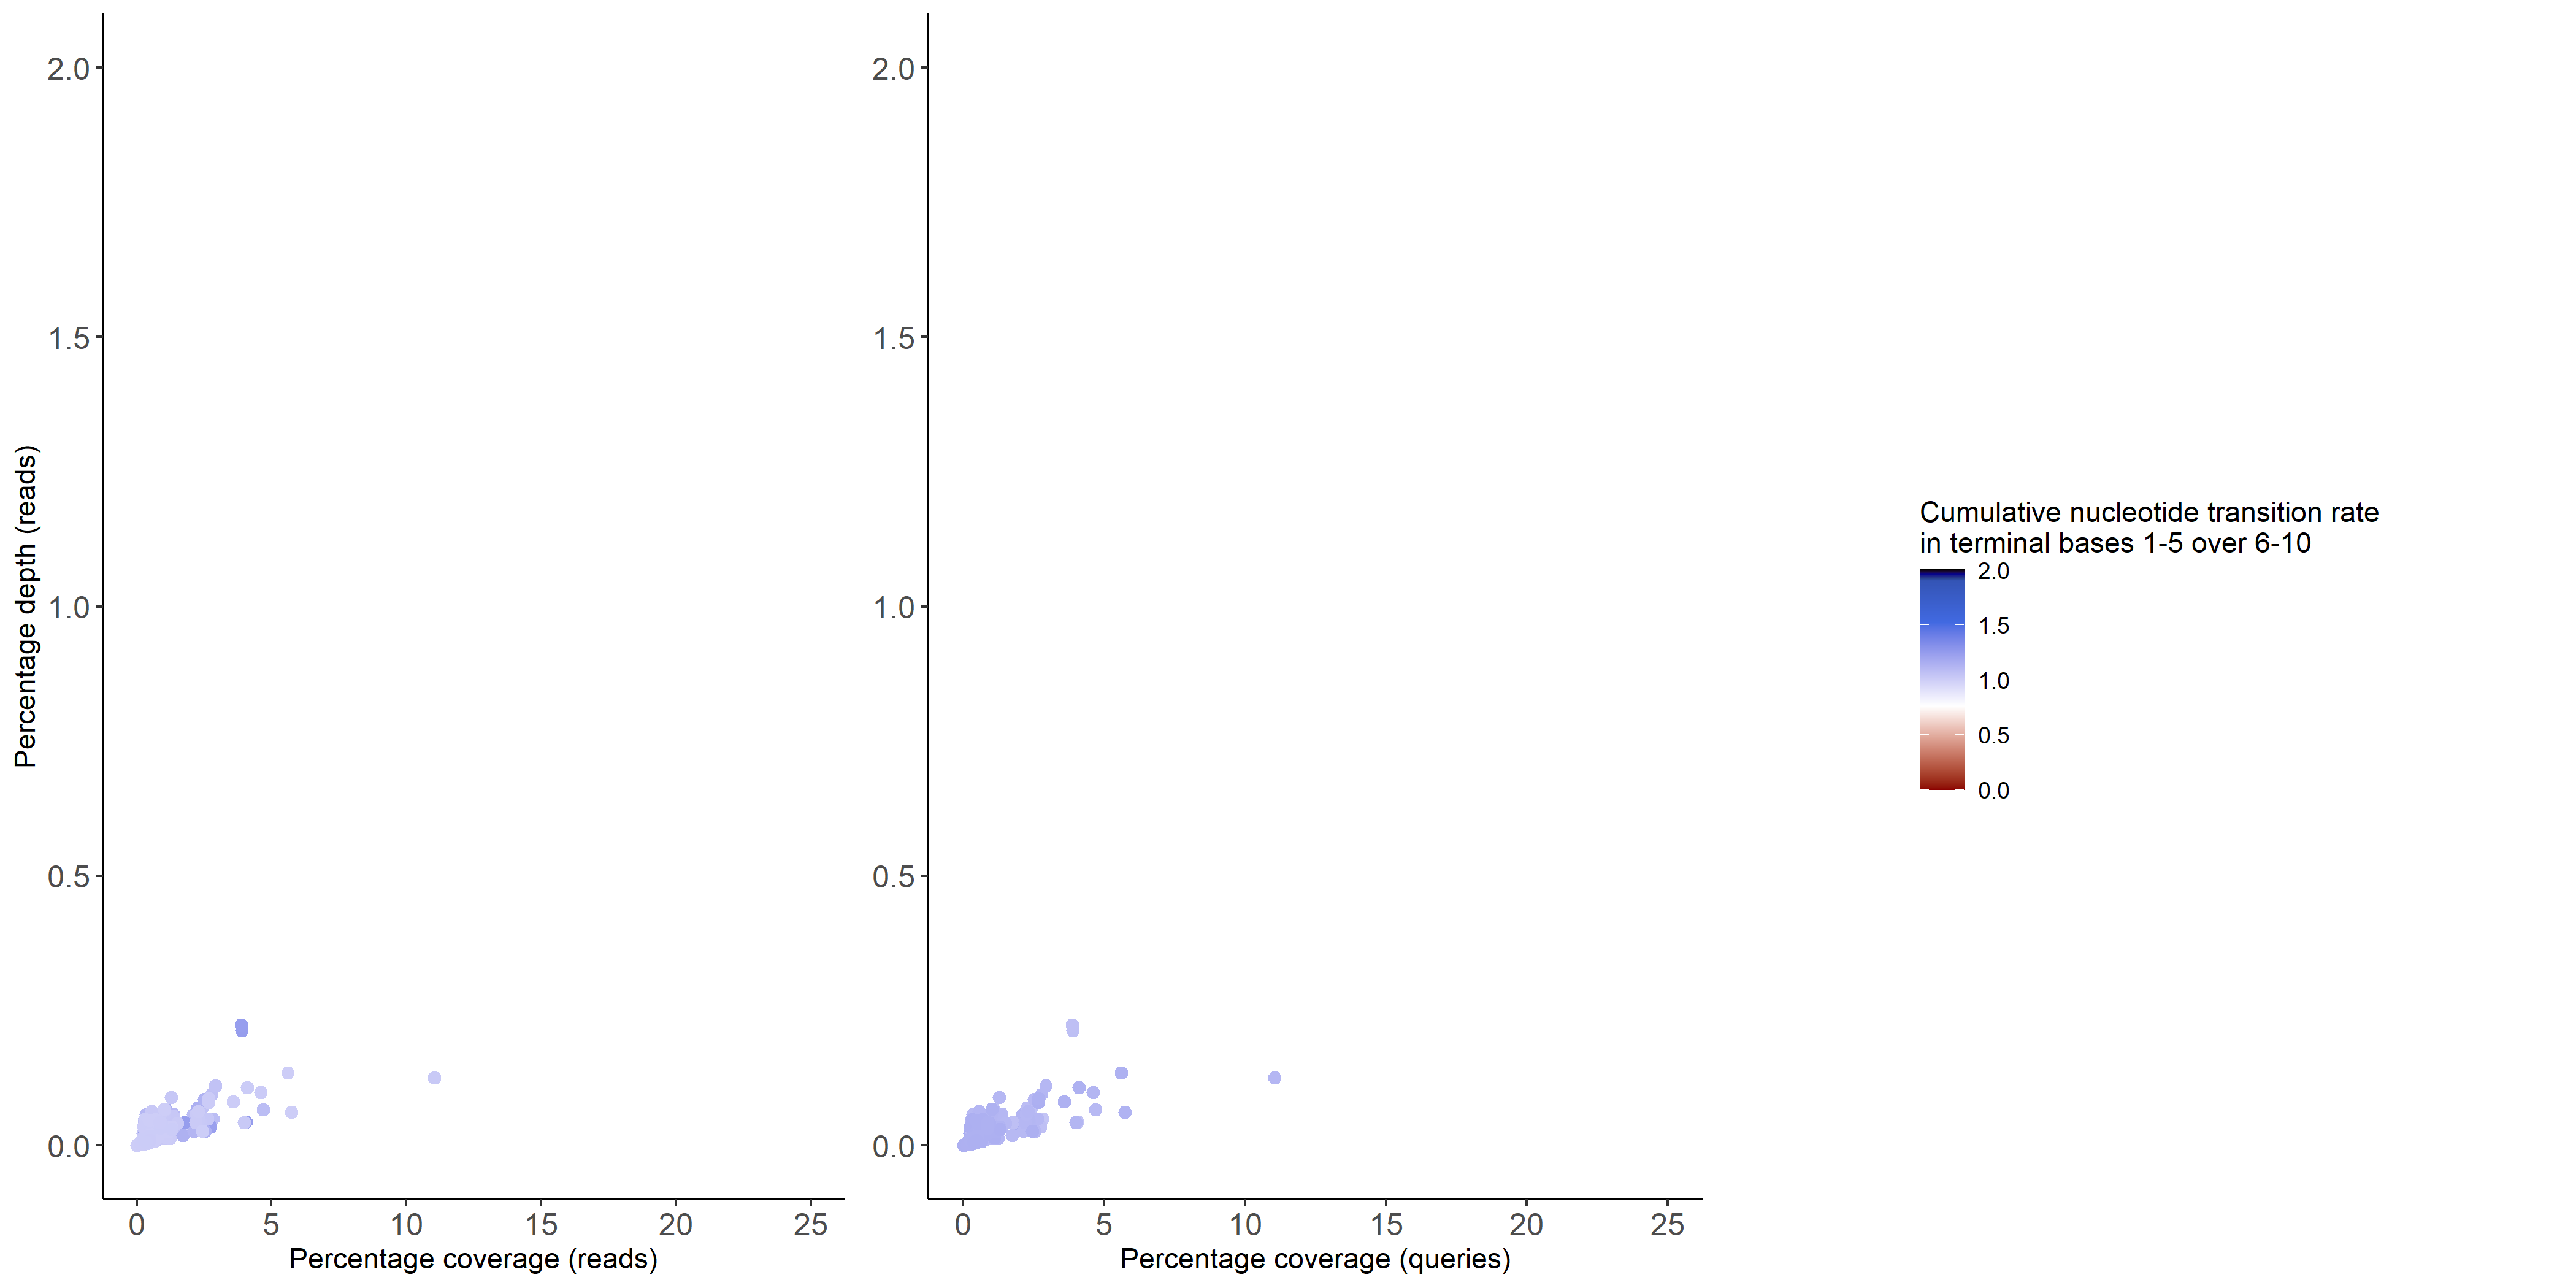 Percentage depth (reads)
2.0
1.5
1.0
0.5
0.0
0 5 10 15 20 25
Percentage coverage (reads)
2.0
1.5
1.0
0.5
0.0
0 5 10 15 20 25
Percentage coverage (queries)
Cumulative nucleotide transition rate
in terminal bases 1-5 over 6-10
2.0
1.5
1.0
0.5
0.0